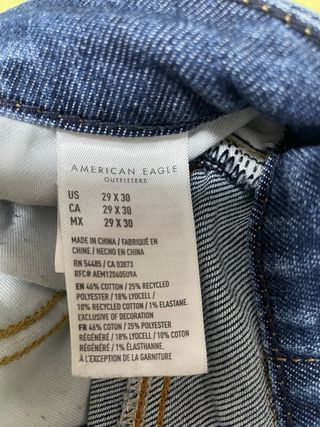 AMERICAN EAGLE
OUTFITTERS
US 29 X 30
CA 29 X 30
MX 29 X 30
MADE IN CHINA / FABRIQUÉ EN
CHINE / HECHO EN CHINA
RN 54485 / CA 03873
RFC# AEM120605U9A
EN 46% COTTON / 25% RECYCLED
POLYESTER / 18% LYOCELL /
10% RECYCLED COTTON / 1% ELASTANE.
EXCLUSIVE OF DECORATION
FR 46% COTON / 25% POLYESTER
RÉGÉNÉRÉ / 18% LYOCELL / 10% COTON
RÉGÉNÉRÉ / 1% ÉLASTHANNE.
À L'EXCEPTION DE LA GARNITURE